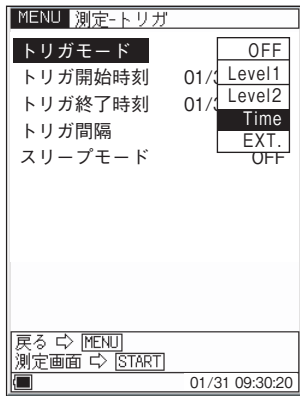 MENU 測定-トリガ
トリガモード OFF
トリガ開始時刻 01/3 Level1
トリガ終了時刻 01/3 Level2
トリガ間隔 Time
EXT.
スリープモード OFF
戻る ⇨ MENU
測定画面 ⇨ START
01/31 09:30:20